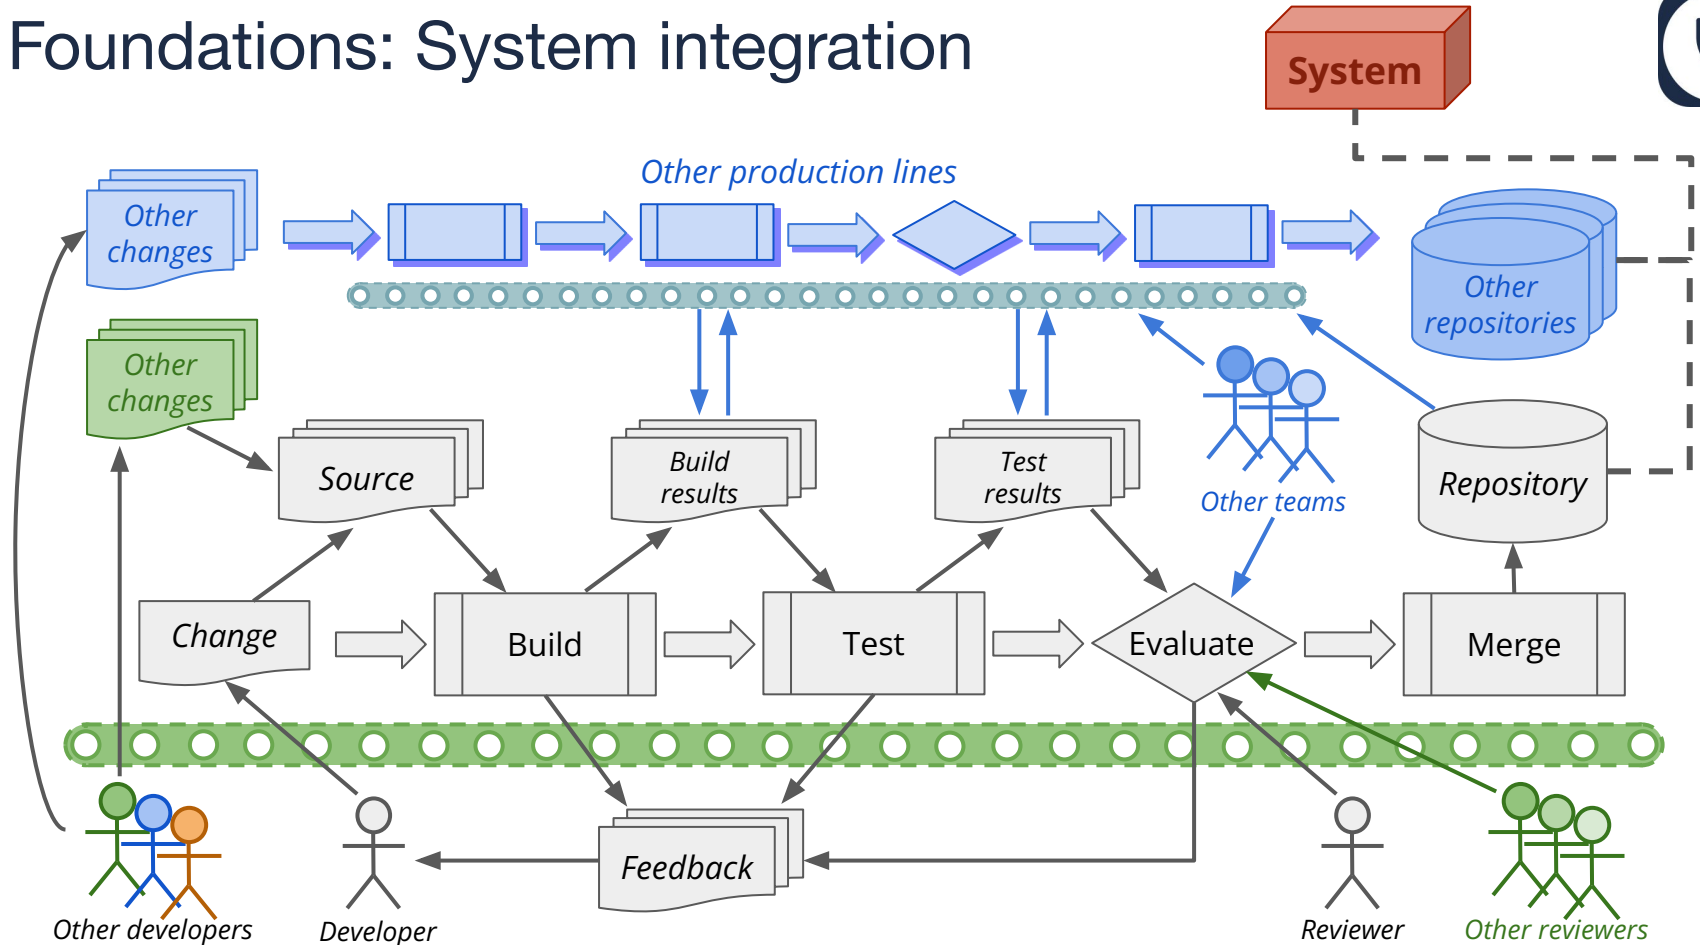 Foundations: System integration
System
Other production lines
Other
changes
Other
repositories
Other
changes
Source
Build
results
Test
results
Other teams
Repository
Change
Build
Test
Evaluate
Merge
Feedback
Other developers
Developer
Reviewer
Other reviewers